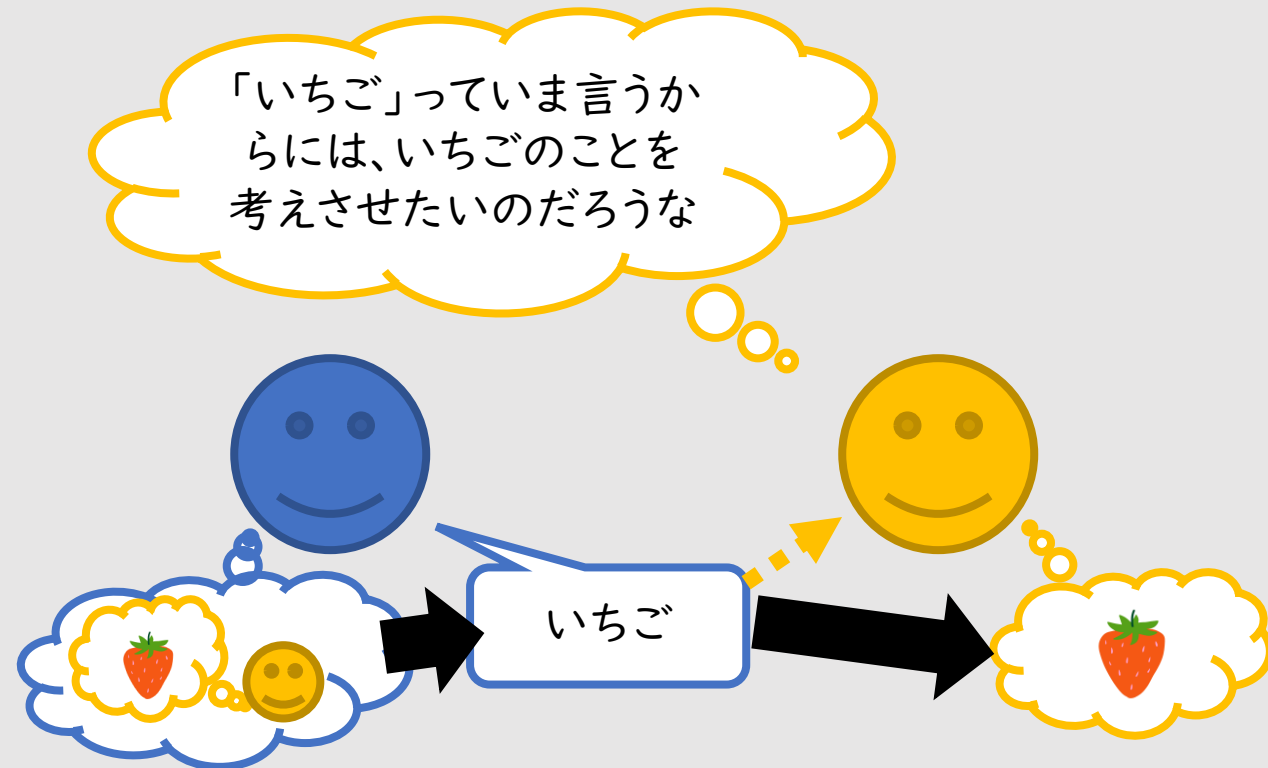 「いちご」っていま言うか
らには、いちごのことを
考えさせたいのだろうな
いちご